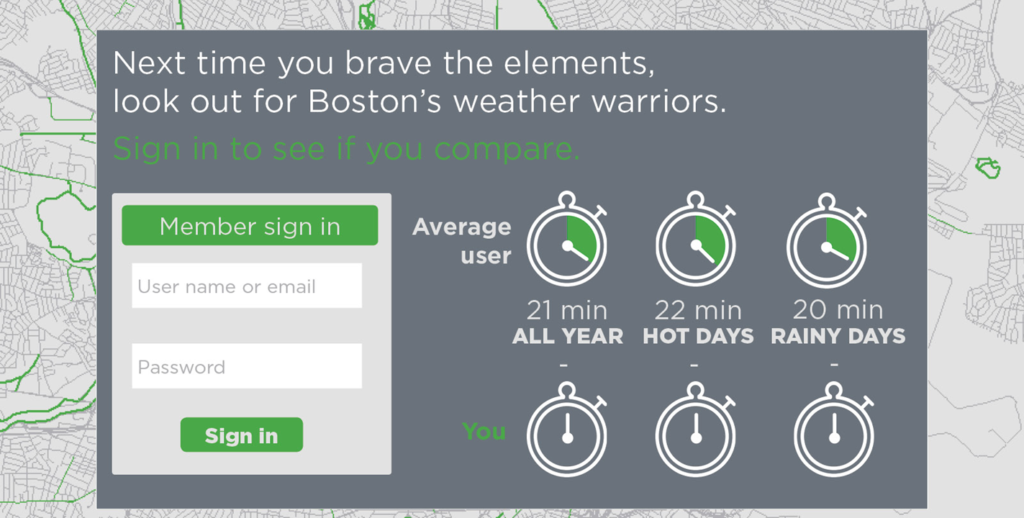 Next time you brave the elements,
look out for Boston's weather warriors.
Sign in to see if you compare.
Member sign in
User name or email
Password
Sign in
Average
user
21 min
ALL YEAR
22 min
HOT DAYS
20 min
RAINY DAYS
You
-
-
-